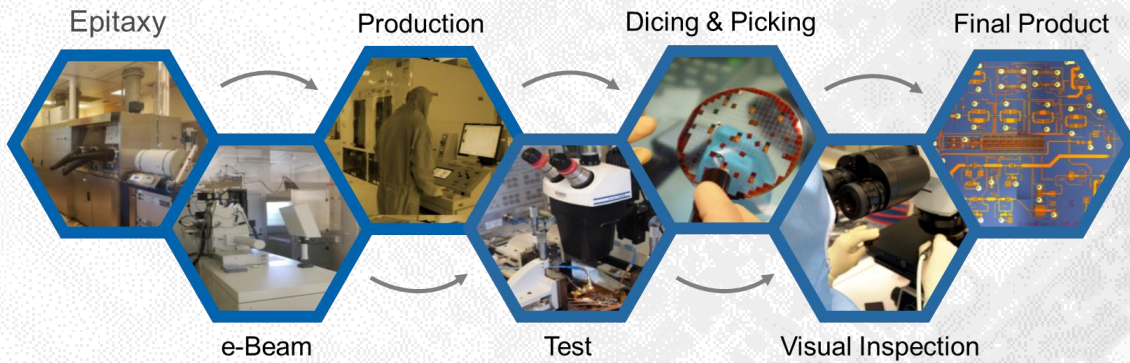 Epitaxy
Production
Dicing & Picking
Final Product
e-Beam
Test
Visual Inspection